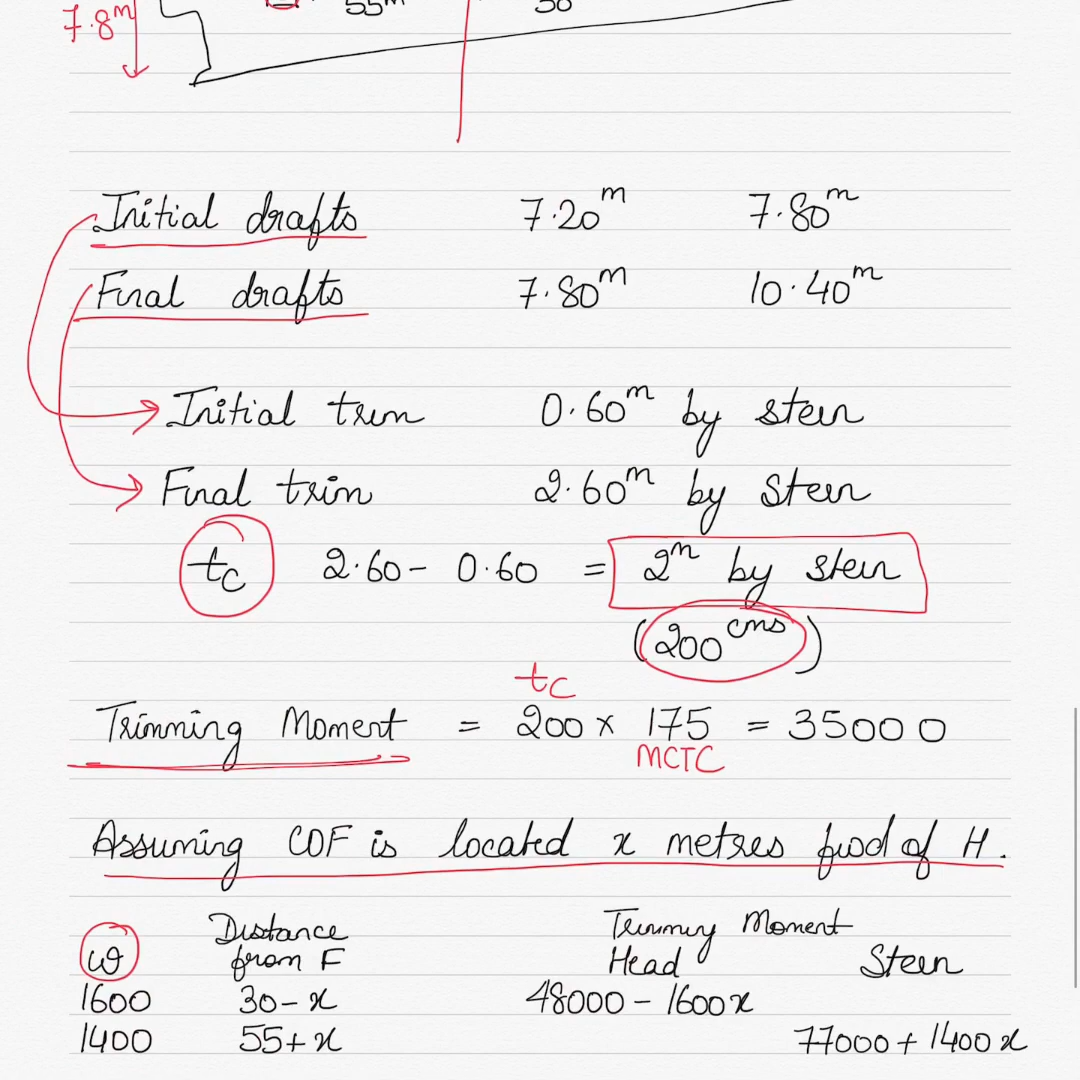 7.8m 55m 30
Initial drafts 7.20m 7.80m
Final drafts 7.80m 10.40m
Initial trim 0.60m by stern
Final trim 2.60m by stern
tc 2.60 - 0.60 = 2m by stern
(200 cms)
tc
Trimming Moment = 200 x 175 = 35000
MCTC
Assuming COF is located x metres fwd of H.
Distance Trimming Moment
w from F Head Stern
1600 30 - x 48000 - 1600x
1400 55 + x 77000 + 1400x